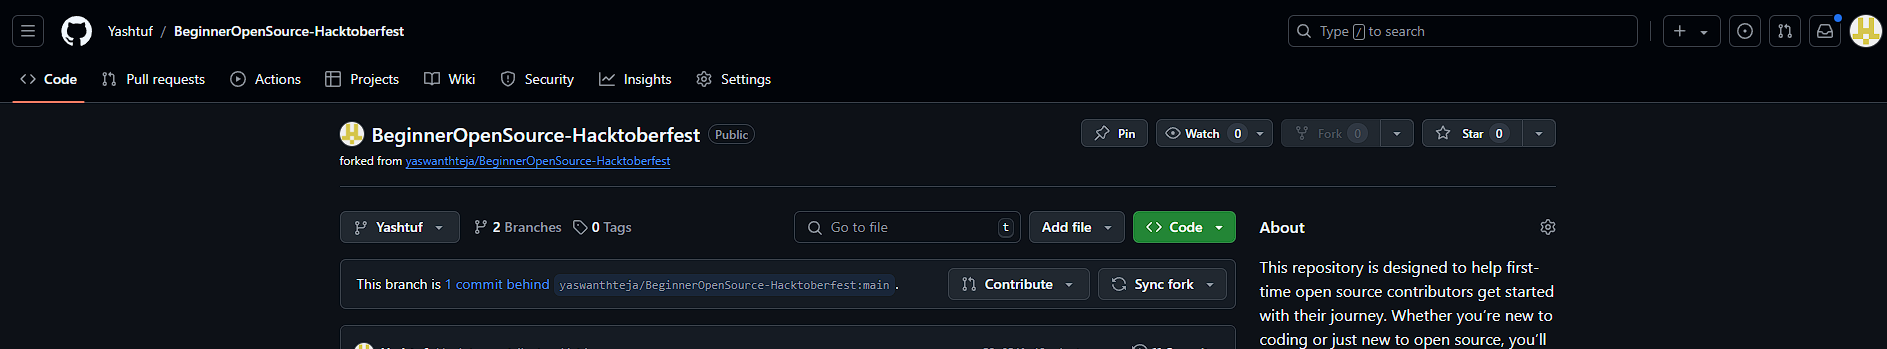 Yashtuf / BeginnerOpenSource-Hacktoberfest
Type / to search
Code Pull requests Actions Projects Wiki Security Insights Settings
BeginnerOpenSource-Hacktoberfest Public
Pin Watch 0 Fork 0 Star 0
forked from yaswanthteja/BeginnerOpenSource-Hacktoberfest
Yashtuf 2 Branches 0 Tags Go to file t Add file Code
About
This branch is 1 commit behind yaswanthteja/BeginnerOpenSource-Hacktoberfest:main.
Contribute Sync fork
This repository is designed to help first-
time open source contributors get started
with their journey. Whether you’re new to
coding or just new to open source, you’ll